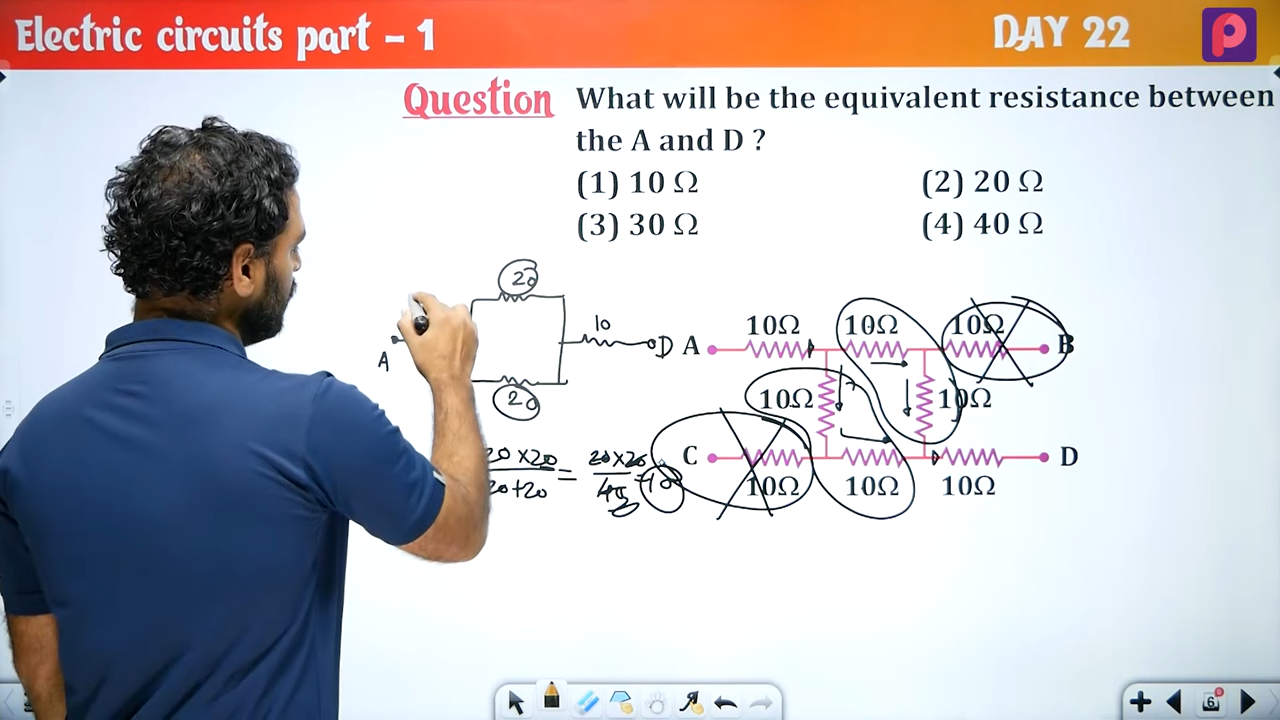 Electric circuits part – 1
DAY 22
Question What will be the equivalent resistance between
the A and D ?
(1) 10 Ω
(2) 20 Ω
(3) 30 Ω
(4) 40 Ω
20
10
D
A
20
20×20
20+20
=
20×20
40
=10
A
10Ω
10Ω
10Ω
B
10Ω
10Ω
C
10Ω
10Ω
10Ω
D
6